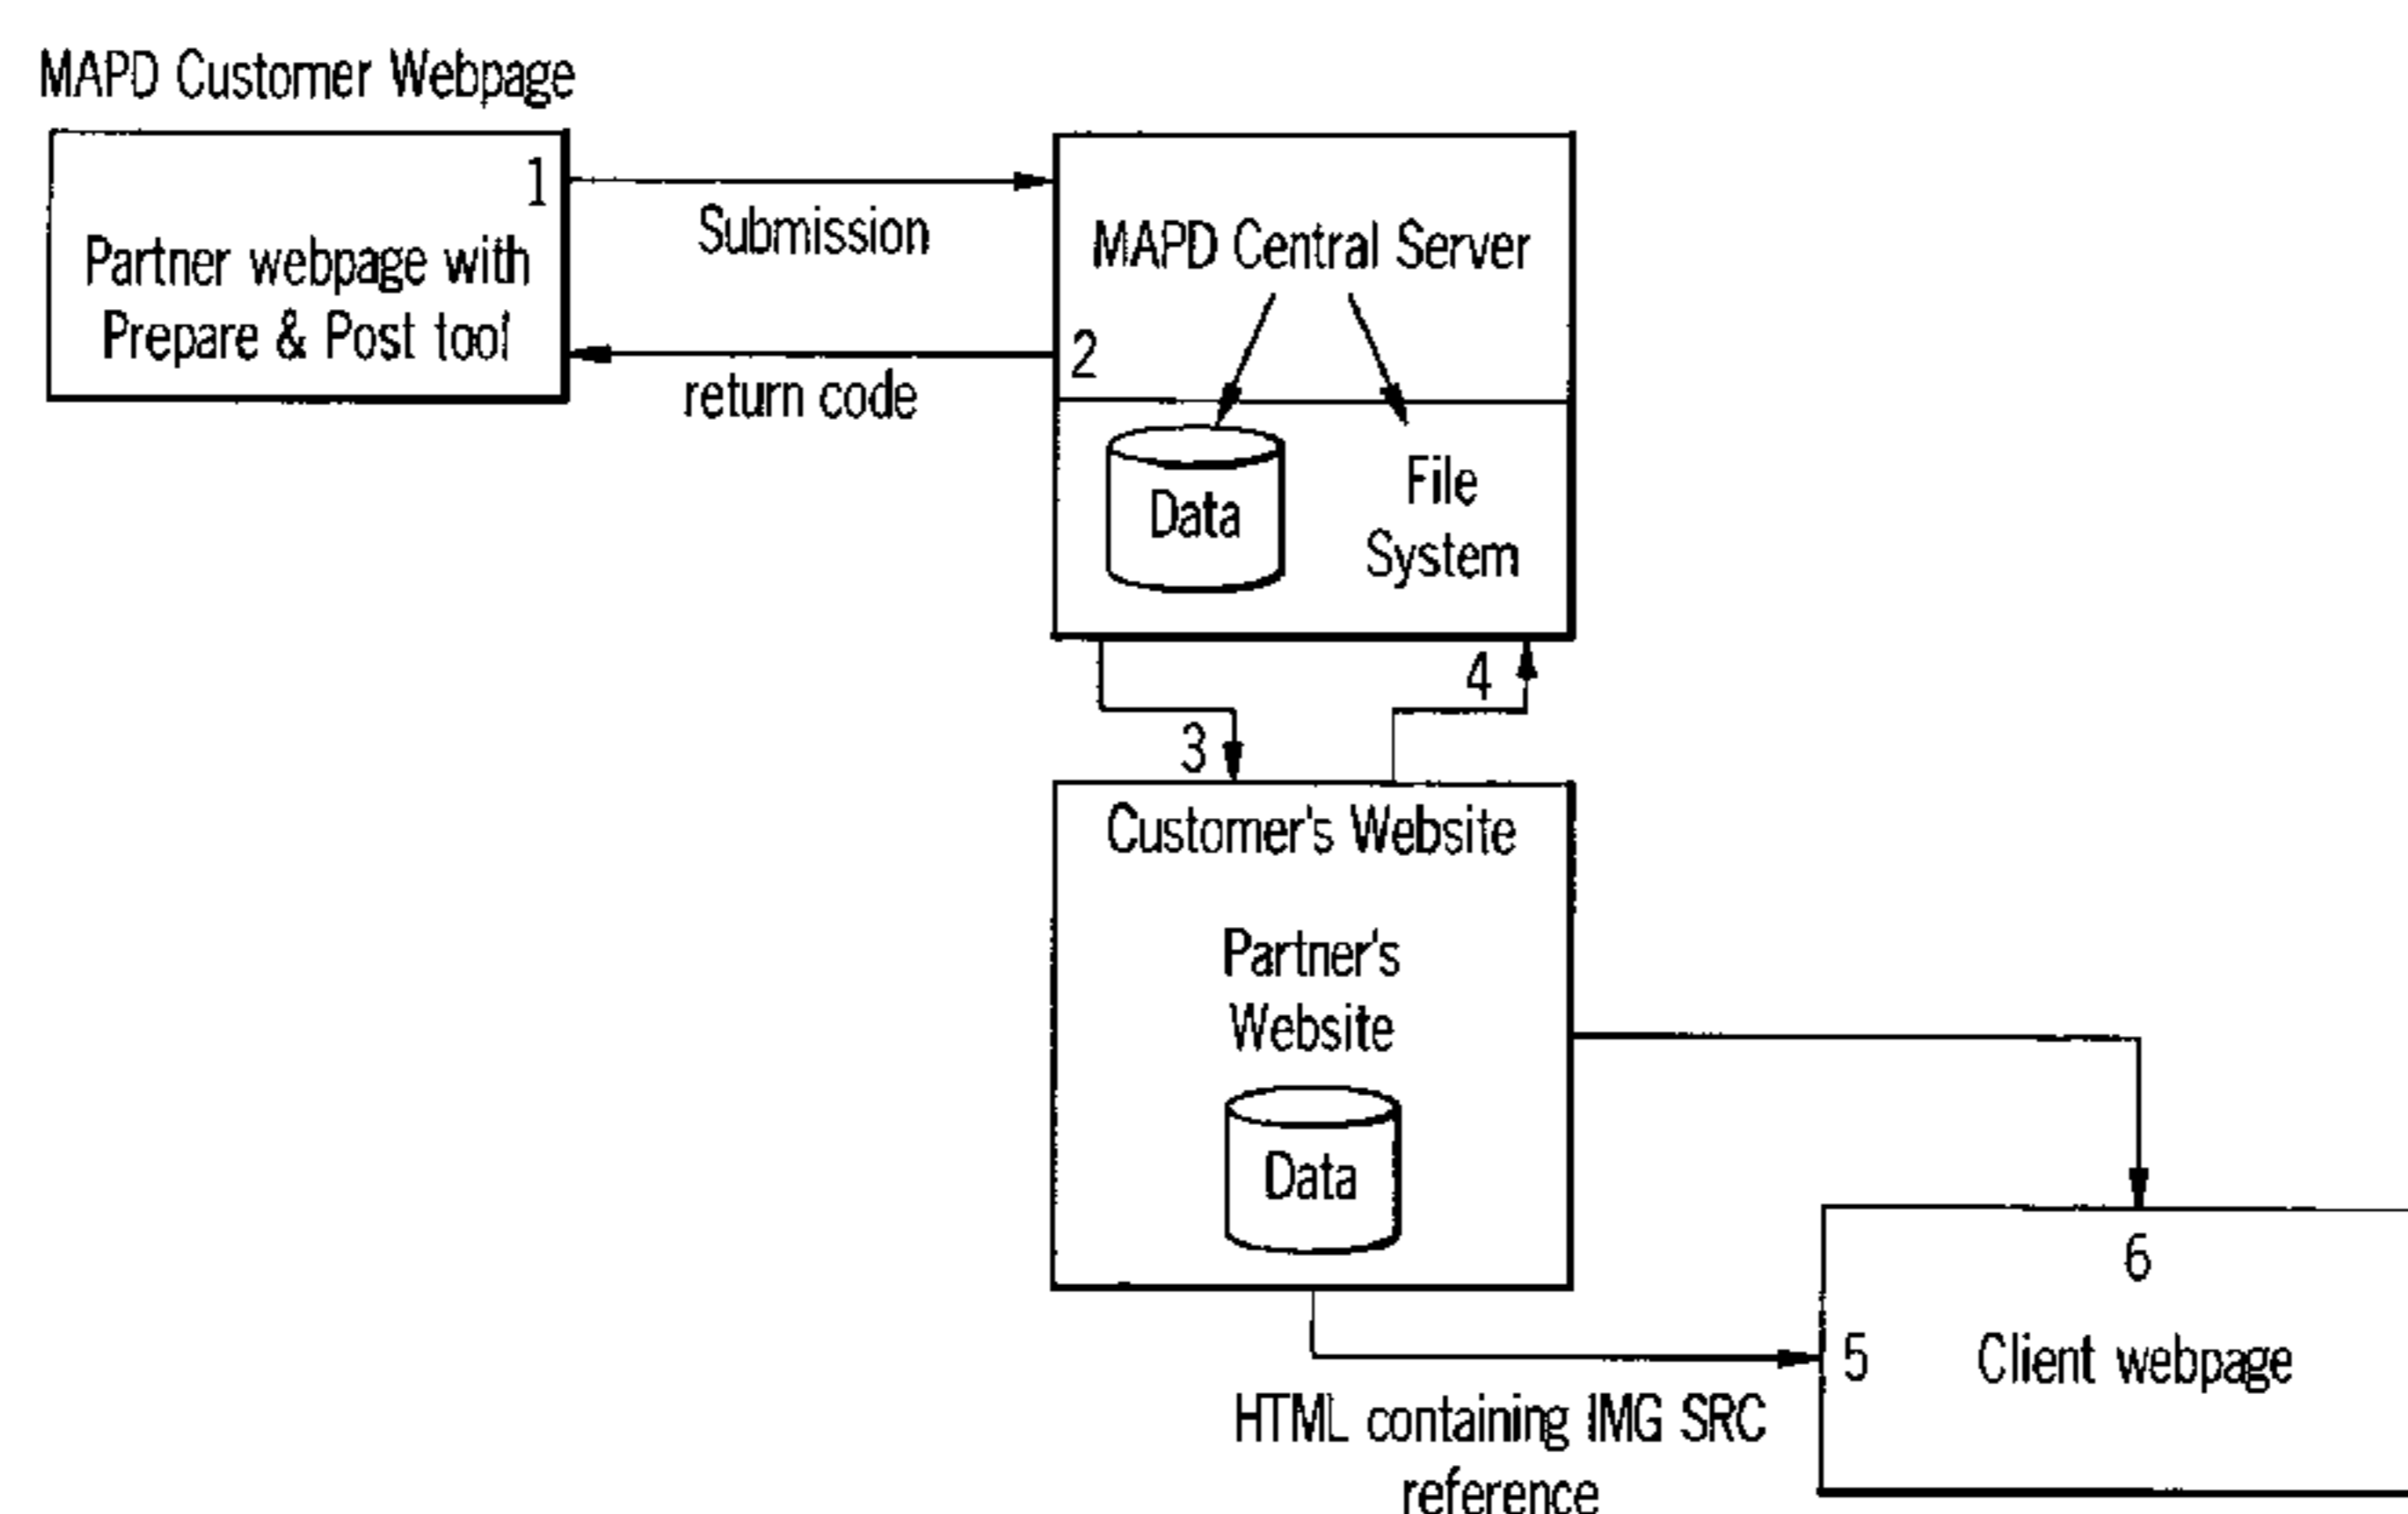 MAPD Customer Webpage
1
Partner webpage with
Prepare & Post tool
Submission
return code
MAPD Central Server
2
Data
File
System
3
4
Customer's Website
Partner's
Website
Data
6
5
Client webpage
HTML containing IMG SRC
reference